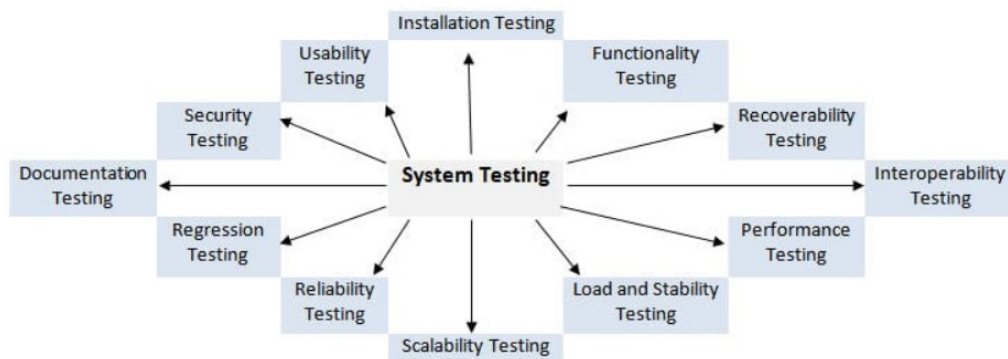 Installation Testing
Usability
Testing
Functionality
Testing
Security
Testing
Recoverability
Testing
Documentation
Testing
System Testing
Interoperability
Testing
Regression
Testing
Performance
Testing
Reliability
Testing
Load and Stability
Testing
Scalability Testing